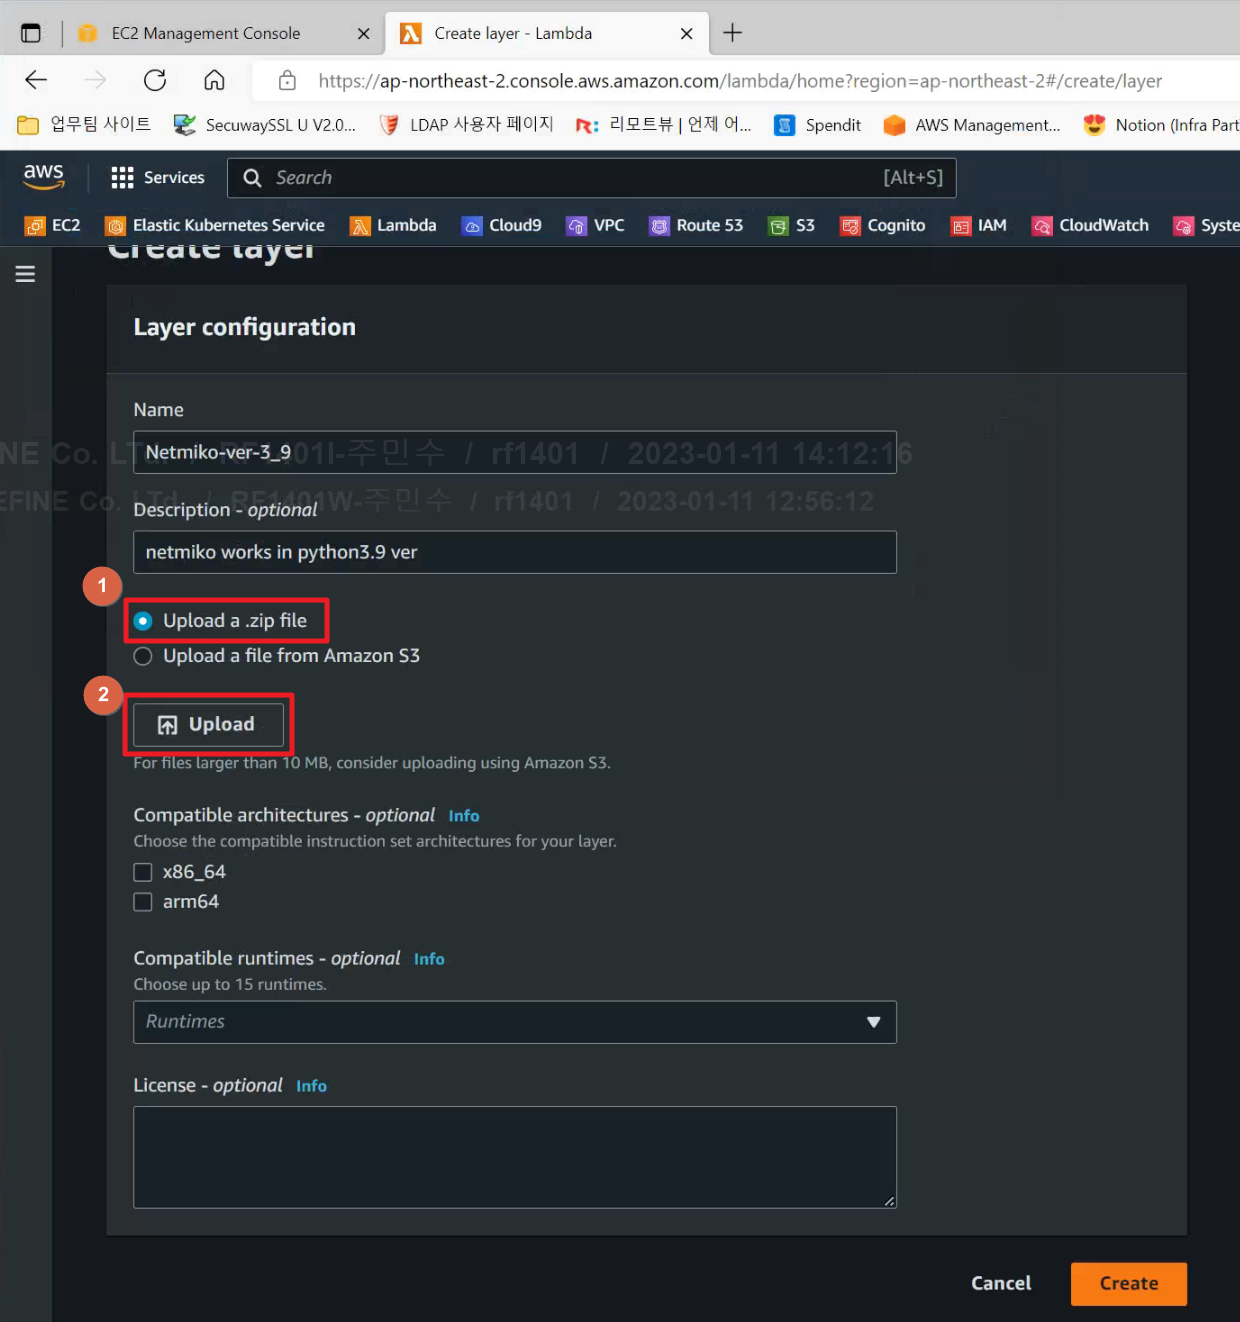 EC2 Management Console
Create layer - Lambda
https://ap-northeast-2.console.aws.amazon.com/lambda/home?region=ap-northeast-2#/create/layer
업무팀 사이트 SecuwaySSL U V2.0... LDAP 사용자 페이지 리모트뷰 | 언제 어... Spendit AWS Management... Notion (Infra Part
aws Services Search [Alt+S]
EC2 Elastic Kubernetes Service Lambda Cloud9 VPC Route 53 S3 Cognito IAM CloudWatch Syste
Create layer
Layer configuration
Name
Netmiko-ver-3_9
NE Co. LTd. / RF1401I-주민수 / rf1401 / 2023-01-11 14:12:16
EFINE Co. LTd. / RF1401W-주민수 / rf1401 / 2023-01-11 12:56:12
Description - optional
netmiko works in python3.9 ver
1
Upload a .zip file
Upload a file from Amazon S3
2
Upload
For files larger than 10 MB, consider uploading using Amazon S3.
Compatible architectures - optional Info
Choose the compatible instruction set architectures for your layer.
x86_64
arm64
Compatible runtimes - optional Info
Choose up to 15 runtimes.
Runtimes
License - optional Info
Cancel Create